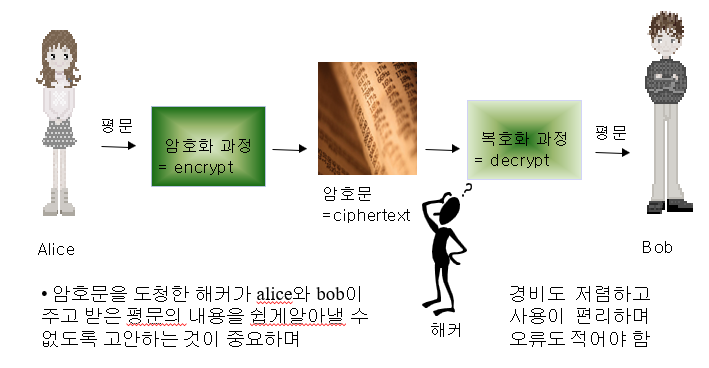 평문
암호화 과정
= encrypt
암호문
=ciphertext
복호화 과정
= decrypt
평문
?
Alice
Bob
해커
• 암호문을 도청한 해커가 alice와 bob이
주고 받은 평문의 내용을 쉽게알아낼 수
없도록 고안하는 것이 중요하며
경비도 저렴하고
사용이 편리하며
오류도 적어야 함